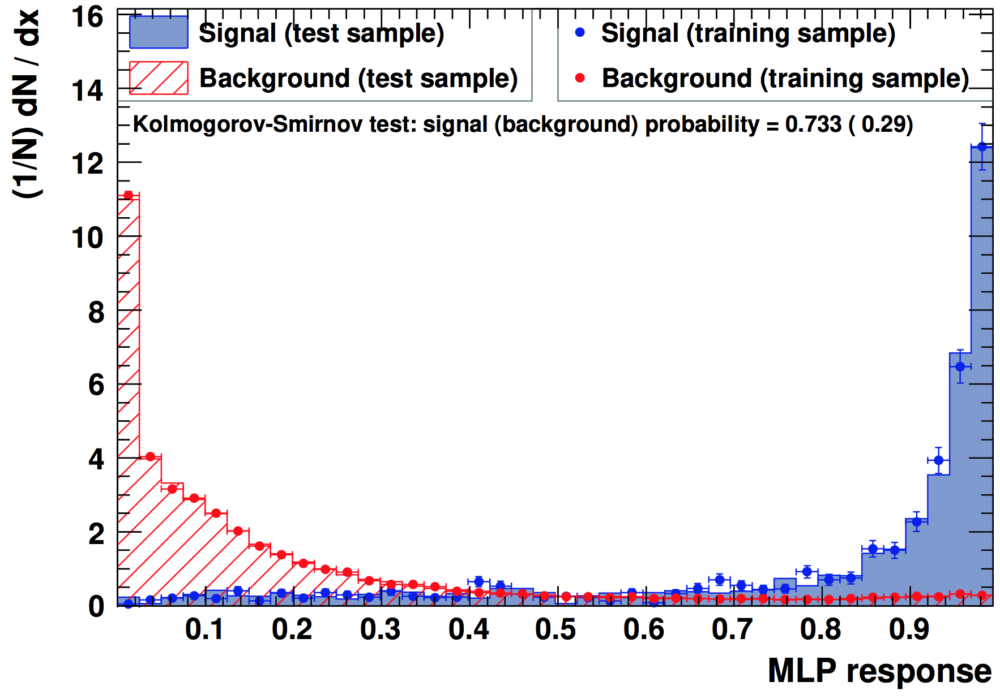 (1/N) dN / dx
16
14
12
10
8
6
4
2
0
Signal (test sample)
Background (test sample)
Signal (training sample)
Background (training sample)
Kolmogorov-Smirnov test: signal (background) probability = 0.733 ( 0.29)
0.1 0.2 0.3 0.4 0.5 0.6 0.7 0.8 0.9
MLP response